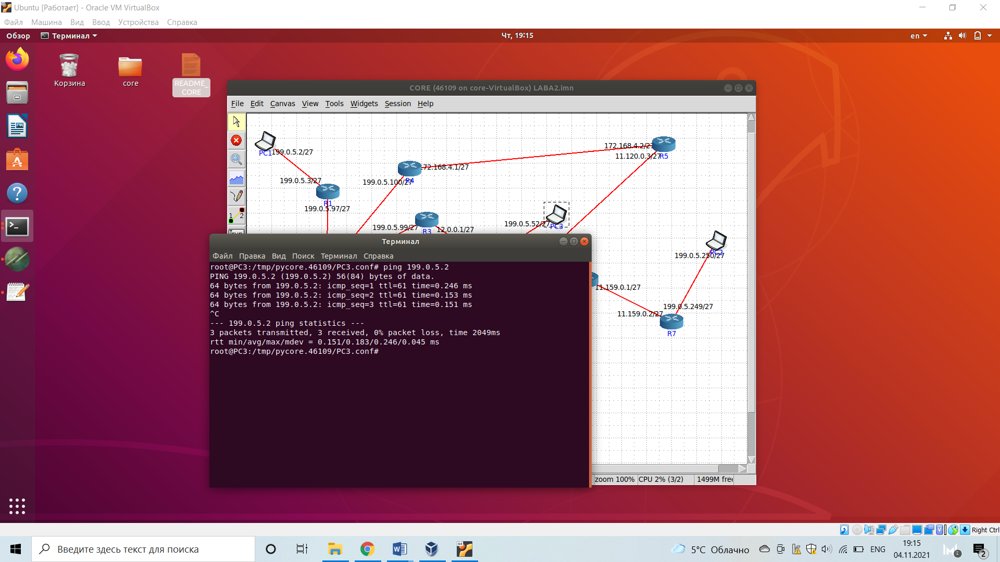 Ubuntu [Работает] - Oracle VM VirtualBox
Файл Машина Вид Ввод Устройства Справка
Обзор Терминал Чт, 19:15 en
Корзина
core
README_
CORE
CORE (46109 on core-VirtualBox) LABA2.imn
File Edit Canvas View Tools Widgets Session Help
172.168.4.2/27
PC1
199.0.5.2/27
11.120.0.3/27
R5
72.168.4.1/27
199.0.5.3/27
199.0.5.100/27
R4
R1
199.0.5.97/27
199.0.5.52/27
PC3
199.0.5.99/27
R3
12.0.0.1/27
PC2
199.0.5.250/27
11.159.0.1/27
199.0.5.249/27
11.159.0.2/27
R7
1
2
Терминал
Файл Правка Вид Поиск Терминал Справка
root@PC3:/tmp/pycore.46109/PC3.conf# ping 199.0.5.2
PING 199.0.5.2 (199.0.5.2) 56(84) bytes of data.
64 bytes from 199.0.5.2: icmp_seq=1 ttl=61 time=0.246 ms
64 bytes from 199.0.5.2: icmp_seq=2 ttl=61 time=0.153 ms
64 bytes from 199.0.5.2: icmp_seq=3 ttl=61 time=0.151 ms
^C
--- 199.0.5.2 ping statistics ---
3 packets transmitted, 3 received, 0% packet loss, time 2049ms
rtt min/avg/max/mdev = 0.151/0.183/0.246/0.045 ms
root@PC3:/tmp/pycore.46109/PC3.conf#
zoom 100% CPU 2% (3/2) 1499M free
Right Ctrl
Введите здесь текст для поиска
5°C Облачно
ENG
19:15
04.11.2021
3
2